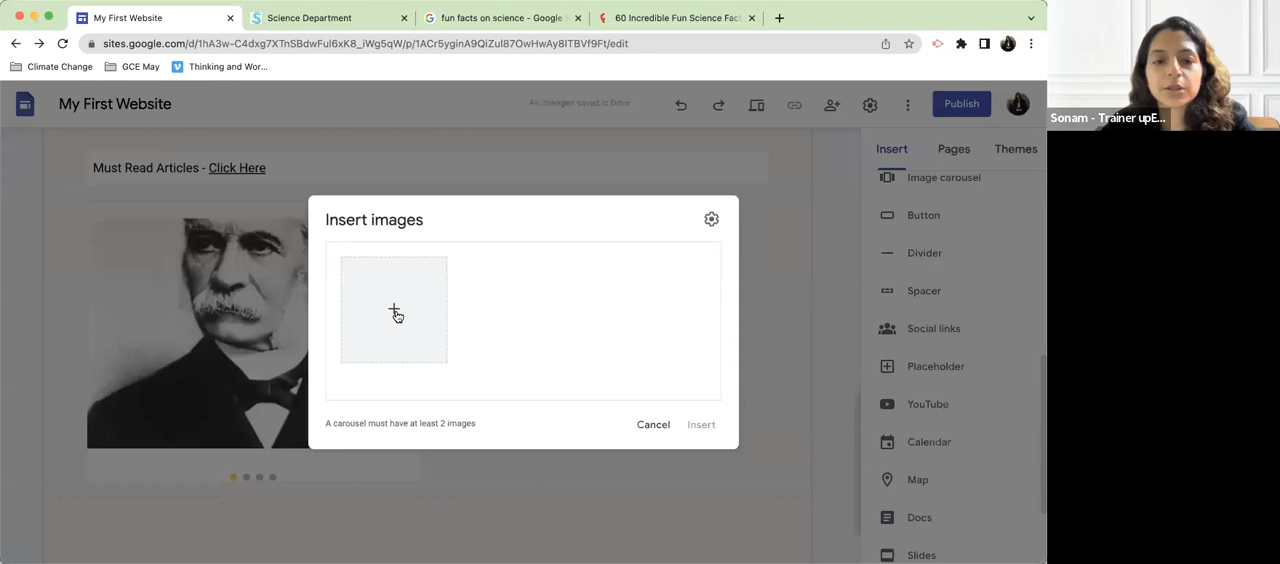 My First Website
Science Department
fun facts on science - Google S
60 Incredible Fun Science Fact
sites.google.com/d/1hA3w-C4dxg7XTnSBdwFuI6xK8_iWg5qW/p/1ACr5yginA9QiZul87OwHwAy8ITBVf9Ft/edit
Climate Change
GCE May
Thinking and Wor...
My First Website
All changes saved in Drive
Publish
Sonam - Trainer upE...
Must Read Articles - Click Here
Insert
Pages
Themes
Insert images
A carousel must have at least 2 images
Cancel
Insert
Image carousel
Button
Divider
Spacer
Social links
Placeholder
YouTube
Calendar
Map
Docs
Slides